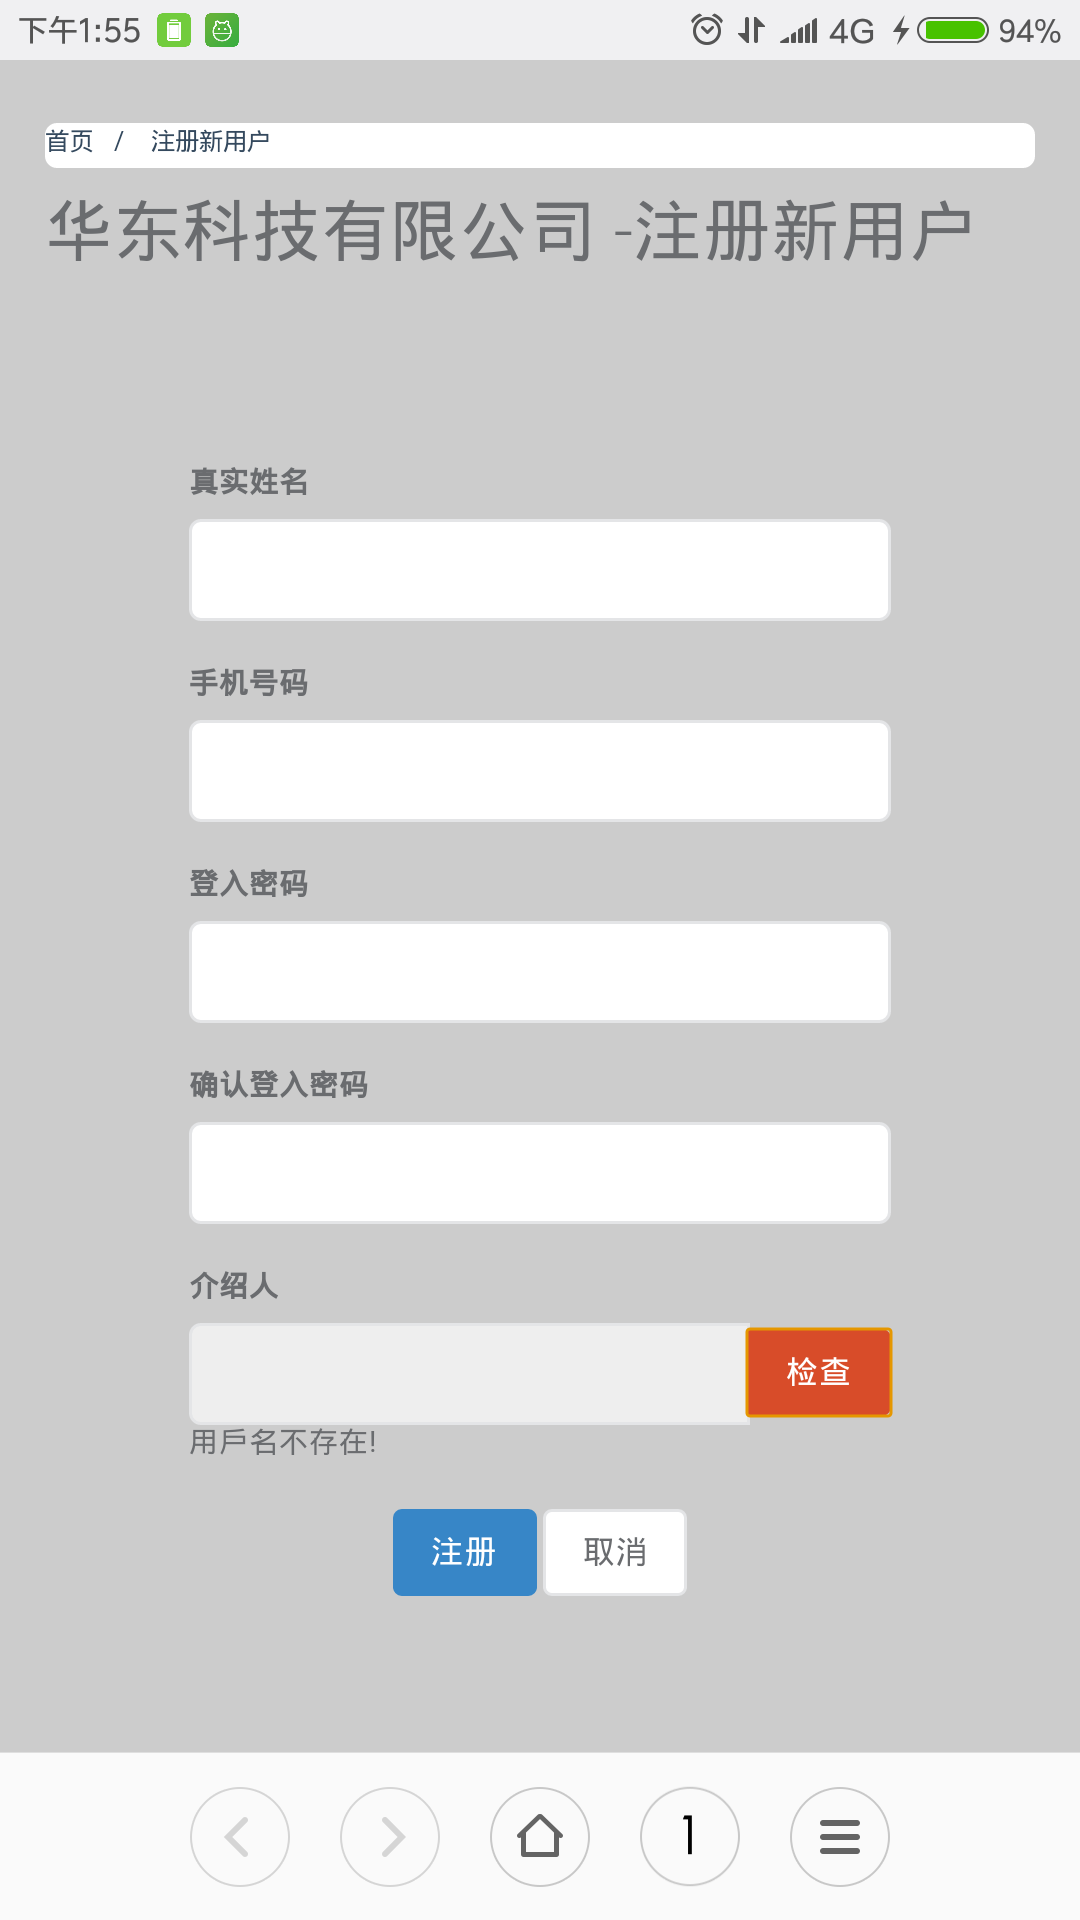 下午1:55 4G 94%
首页 / 注册新用户
华东科技有限公司 -注册新用户
真实姓名
手机号码
登入密码
确认登入密码
介绍人
检查
用戶名不存在!
注册 取消
1